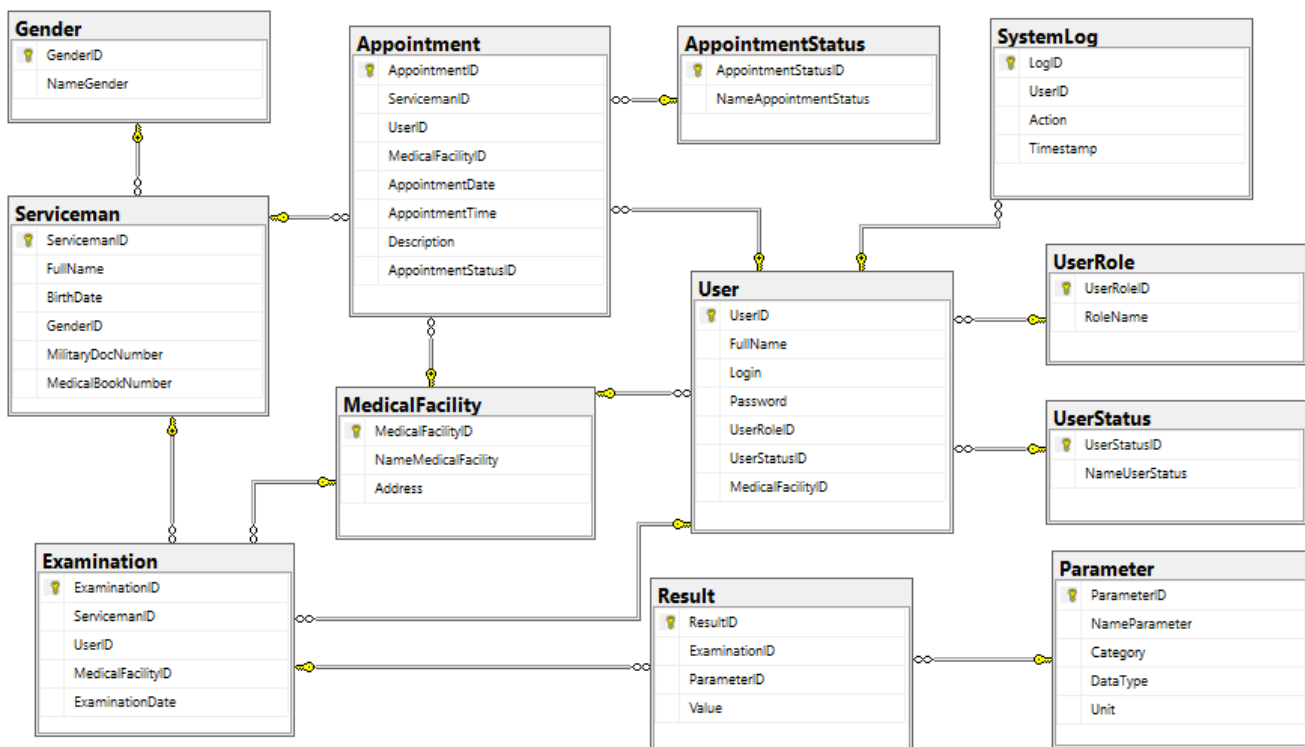 Gender
GenderID
NameGender
Appointment
AppointmentID
ServicemanID
UserID
MedicalFacilityID
AppointmentDate
AppointmentTime
Description
AppointmentStatusID
AppointmentStatus
AppointmentStatusID
NameAppointmentStatus
SystemLog
LogID
UserID
Action
Timestamp
Serviceman
ServicemanID
FullName
BirthDate
GenderID
MilitaryDocNumber
MedicalBookNumber
User
UserID
FullName
Login
Password
UserRoleID
UserStatusID
MedicalFacilityID
UserRole
UserRoleID
RoleName
MedicalFacility
MedicalFacilityID
NameMedicalFacility
Address
UserStatus
UserStatusID
NameUserStatus
Examination
ExaminationID
ServicemanID
UserID
MedicalFacilityID
ExaminationDate
Result
ResultID
ExaminationID
ParameterID
Value
Parameter
ParameterID
NameParameter
Category
DataType
Unit